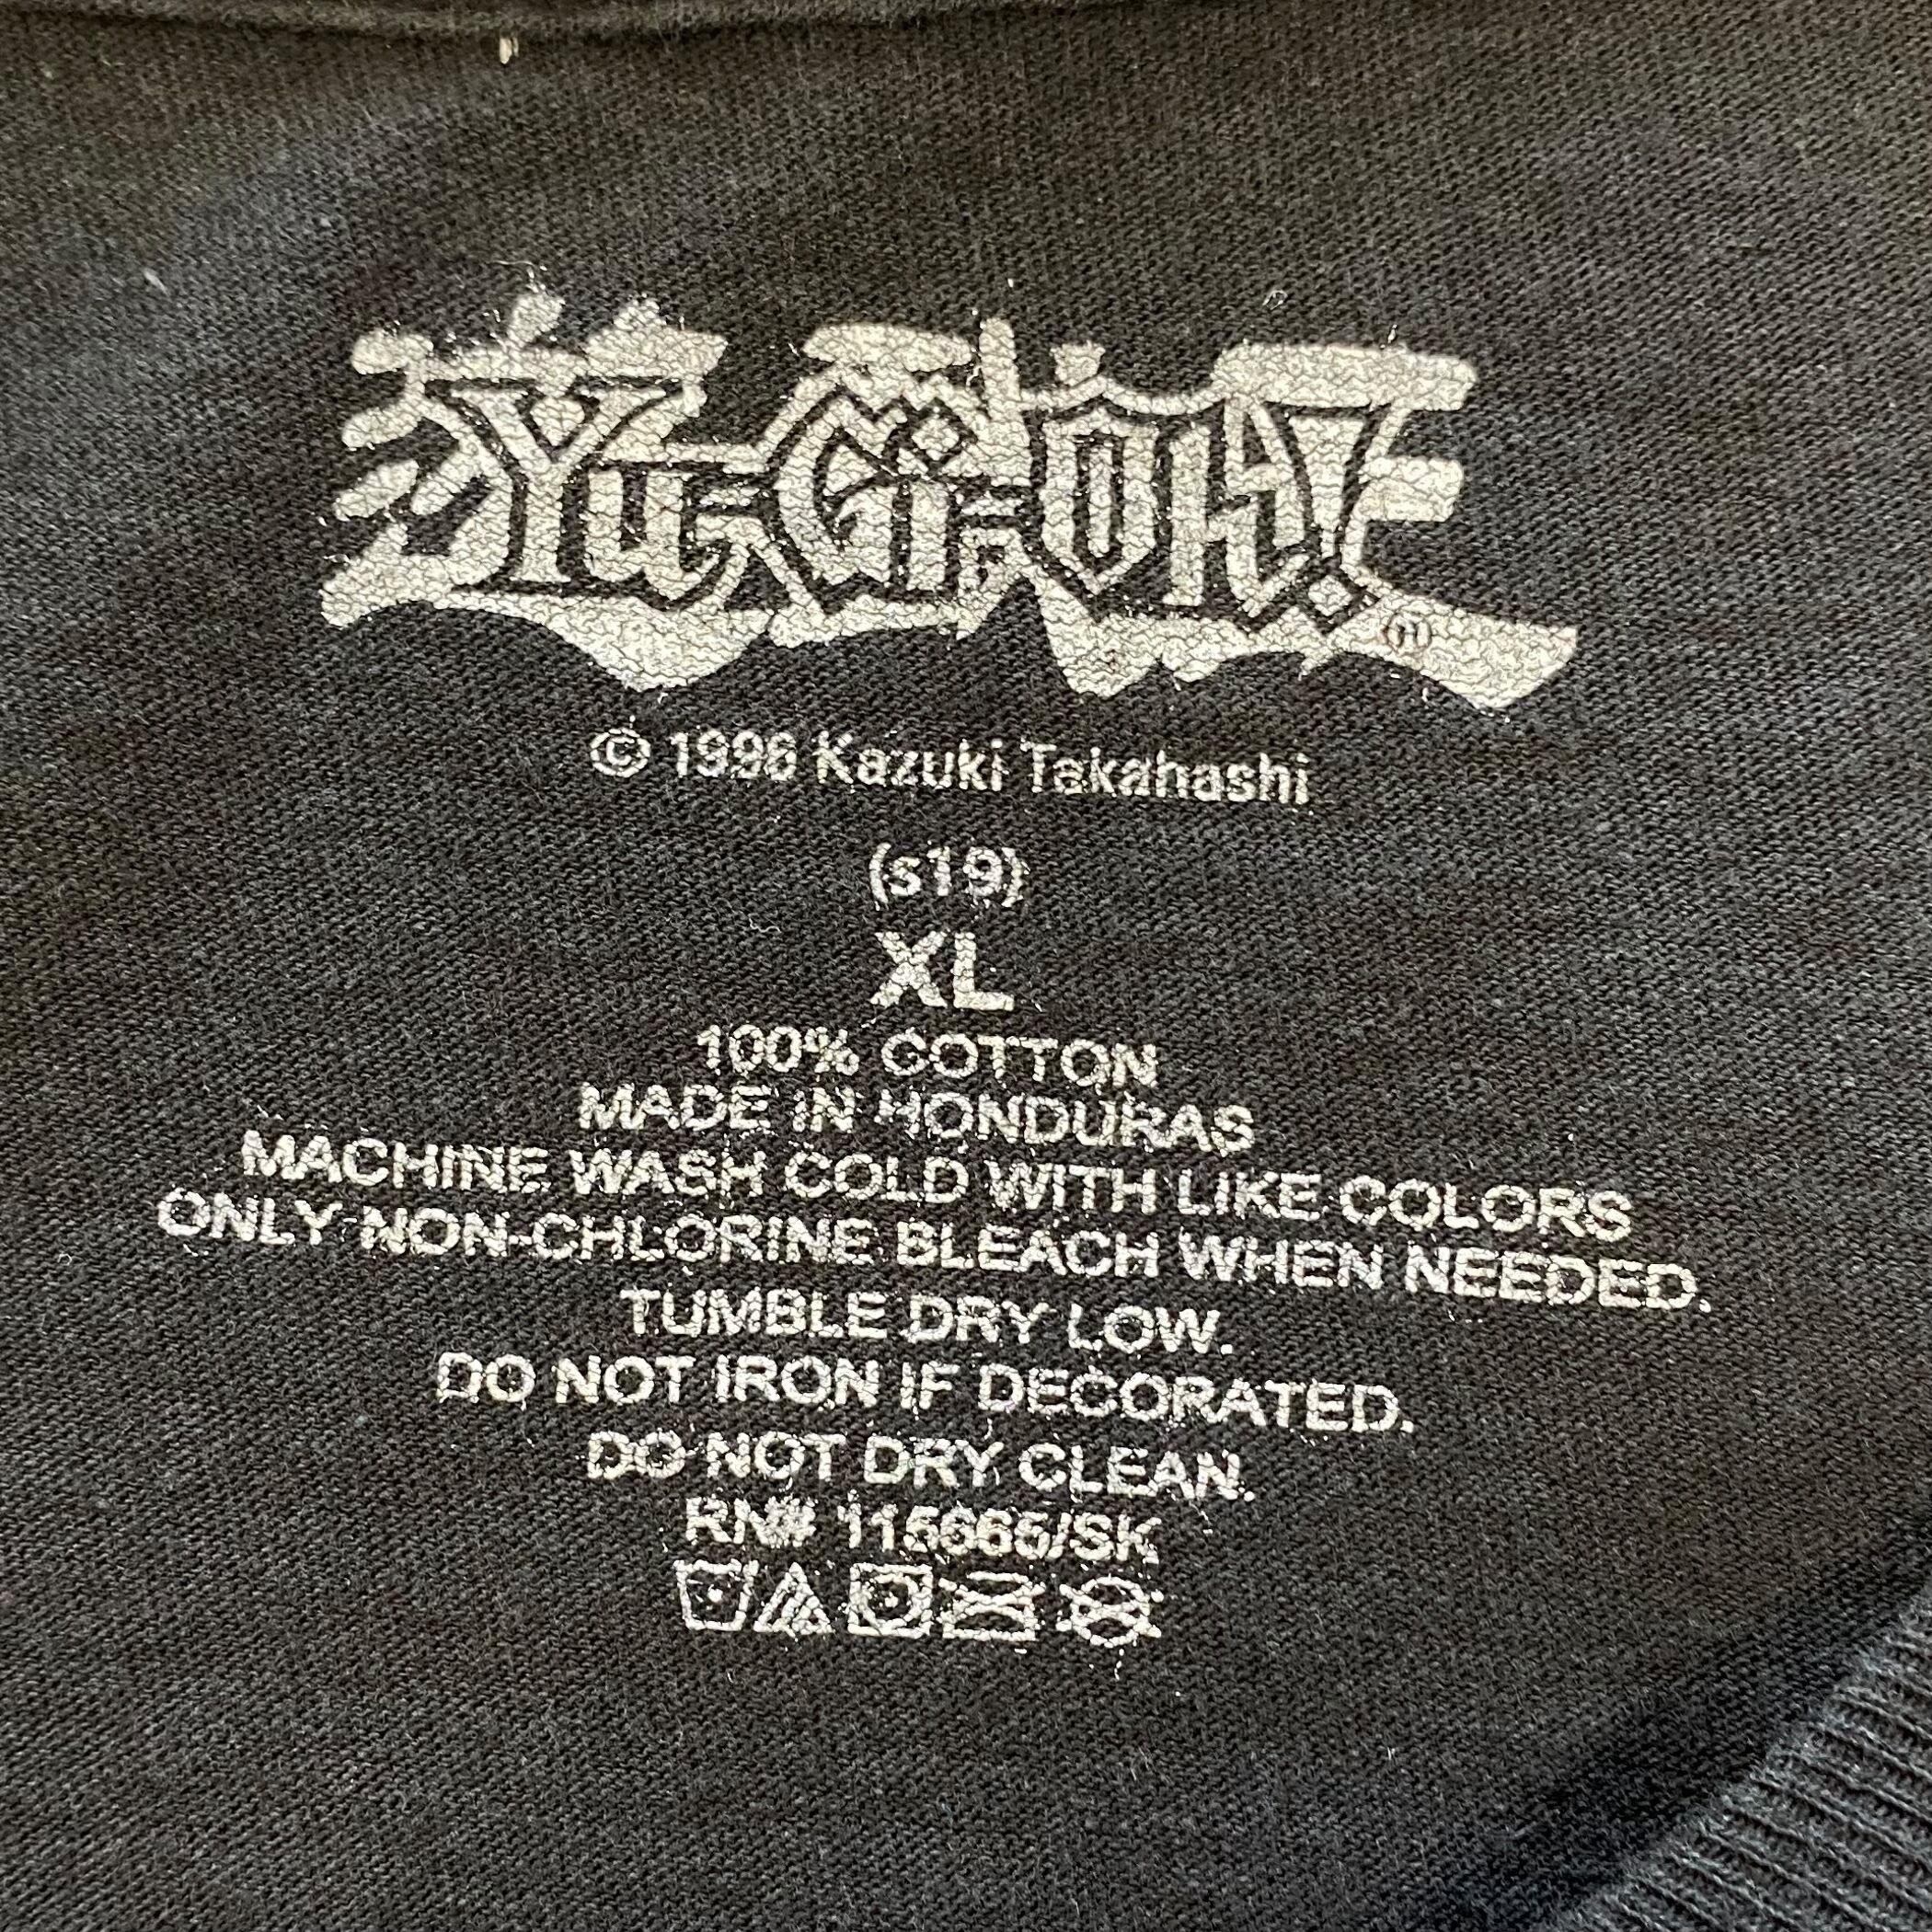 Yu-Gi-Oh!®
© 1996 Kazuki Takahashi
(s19)
XL
100% COTTON
MADE IN HONDURAS
MACHINE WASH COLD WITH LIKE COLORS
ONLY NON-CHLORINE BLEACH WHEN NEEDED.
TUMBLE DRY LOW.
DO NOT IRON IF DECORATED.
DO NOT DRY CLEAN.
RN#